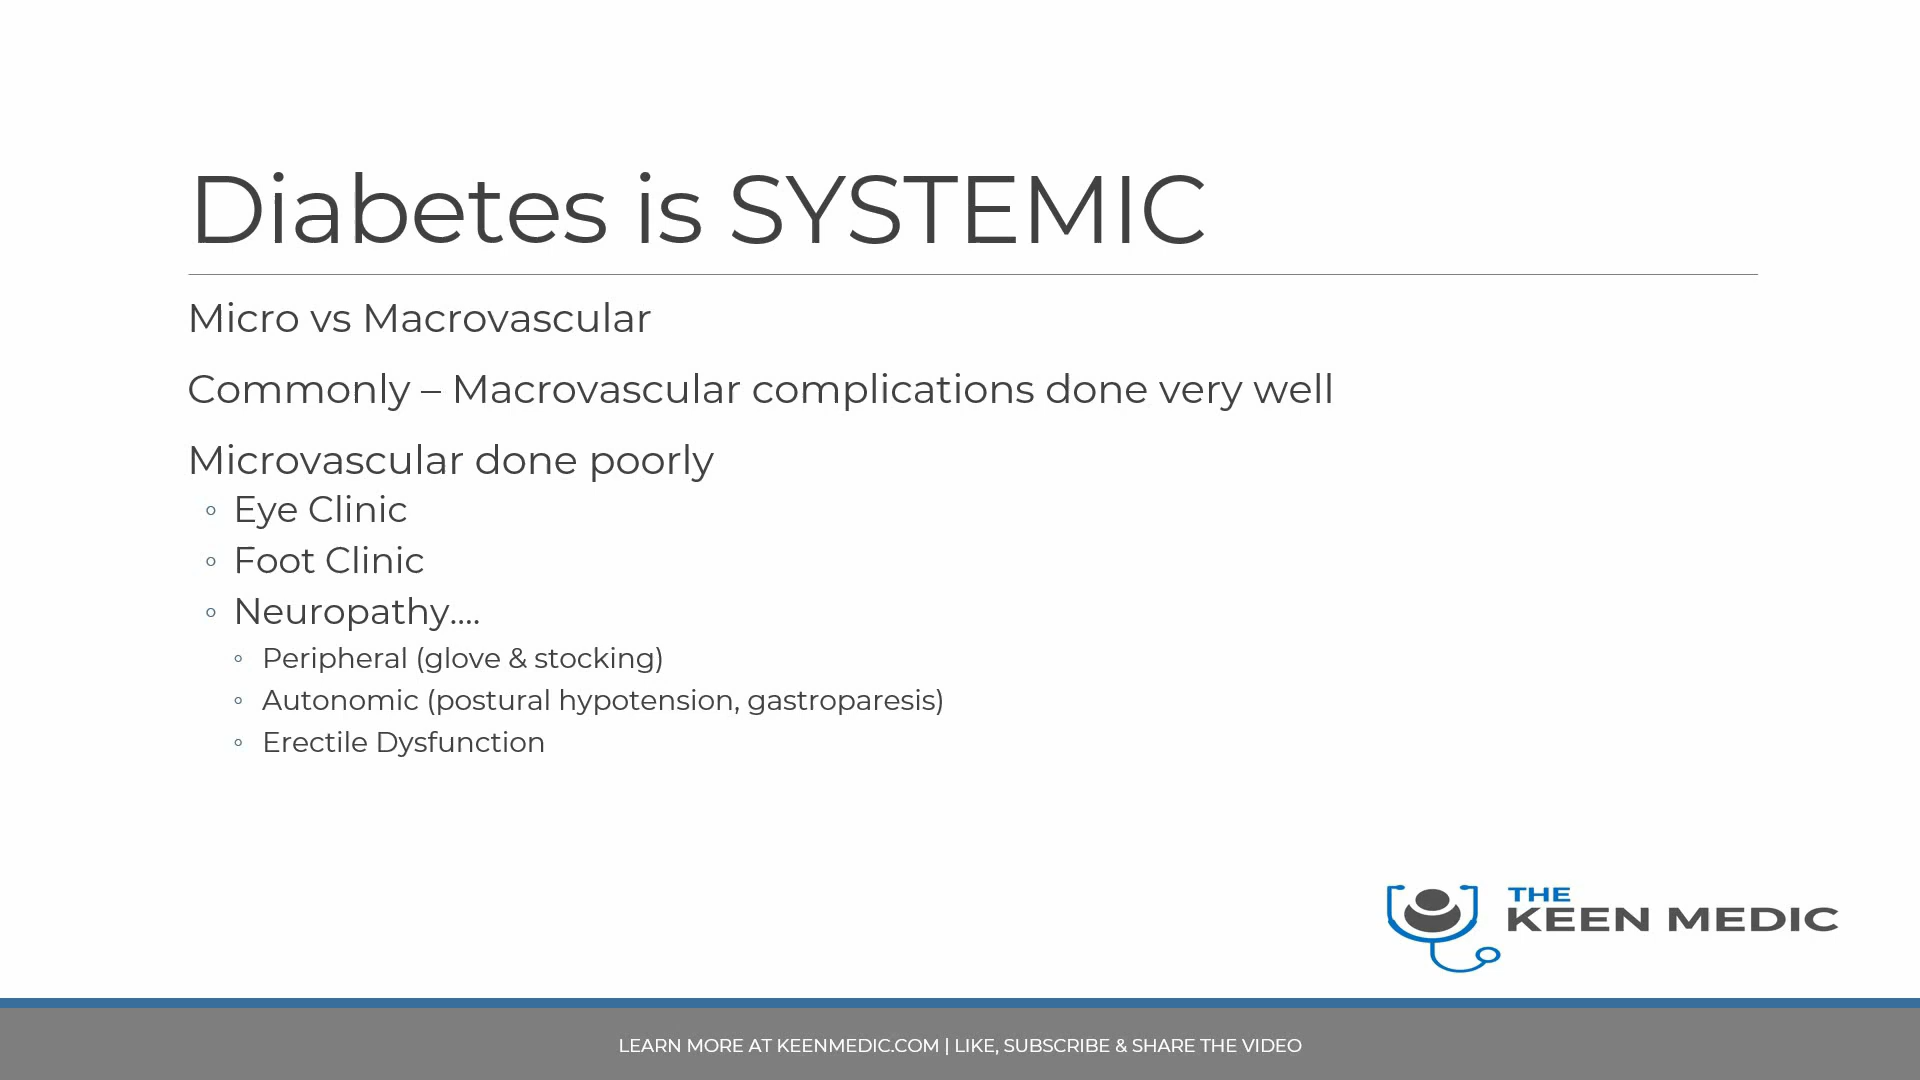 Diabetes is SYSTEMIC
Micro vs Macrovascular
Commonly – Macrovascular complications done very well
Microvascular done poorly
◦ Eye Clinic
◦ Foot Clinic
◦ Neuropathy....
◦ Peripheral (glove & stocking)
◦ Autonomic (postural hypotension, gastroparesis)
◦ Erectile Dysfunction
THE
KEEN MEDIC
LEARN MORE AT KEENMEDIC.COM | LIKE, SUBSCRIBE & SHARE THE VIDEO